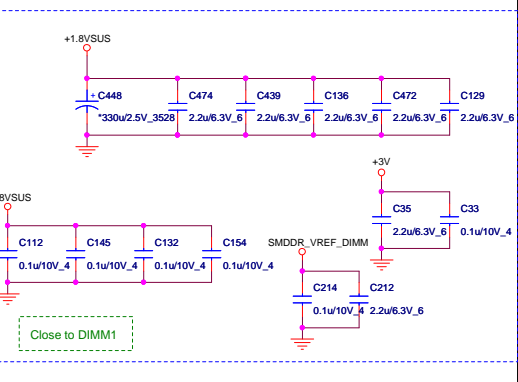 +1.8VSUS
+ C448 C474 C439 C136 C472 C129
*330u/2.5V_3528 2.2u/6.3V_6 2.2u/6.3V_6 2.2u/6.3V_6 2.2u/6.3V_6 2.2u/6.3V_6
+3V
8VSUS
C35 C33
2.2u/6.3V_6 0.1u/10V_4
C112 C145 C132 C154
0.1u/10V_4 0.1u/10V_4 0.1u/10V_4 0.1u/10V_4
SMDDR_VREF_DIMM
C214 C212
0.1u/10V_4 2.2u/6.3V_6
Close to DIMM1